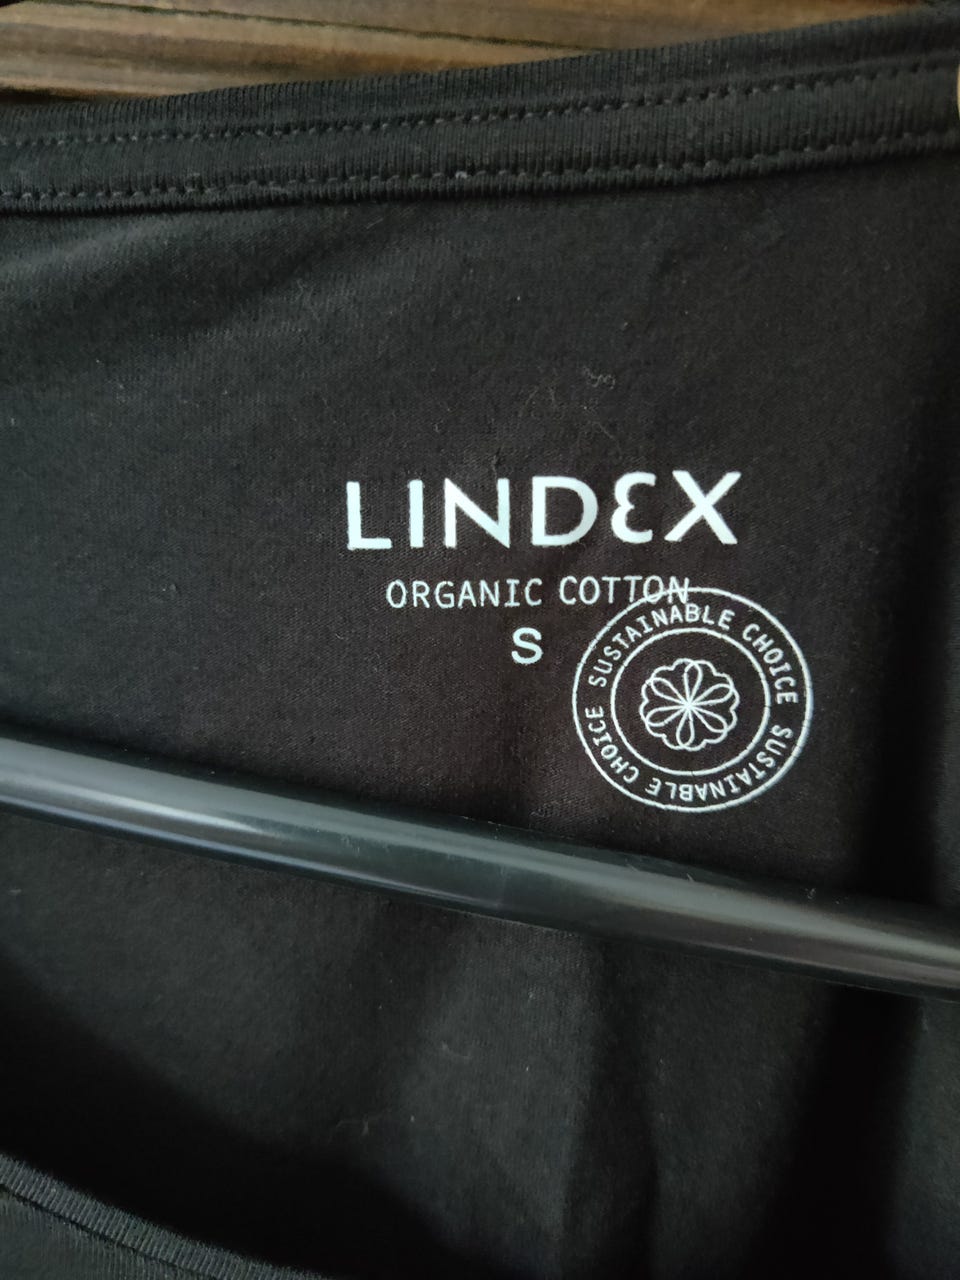 LINDEX
ORGANIC COTTON
S
SUSTAINABLE CHOICE SUSTAINABLE CHOICE